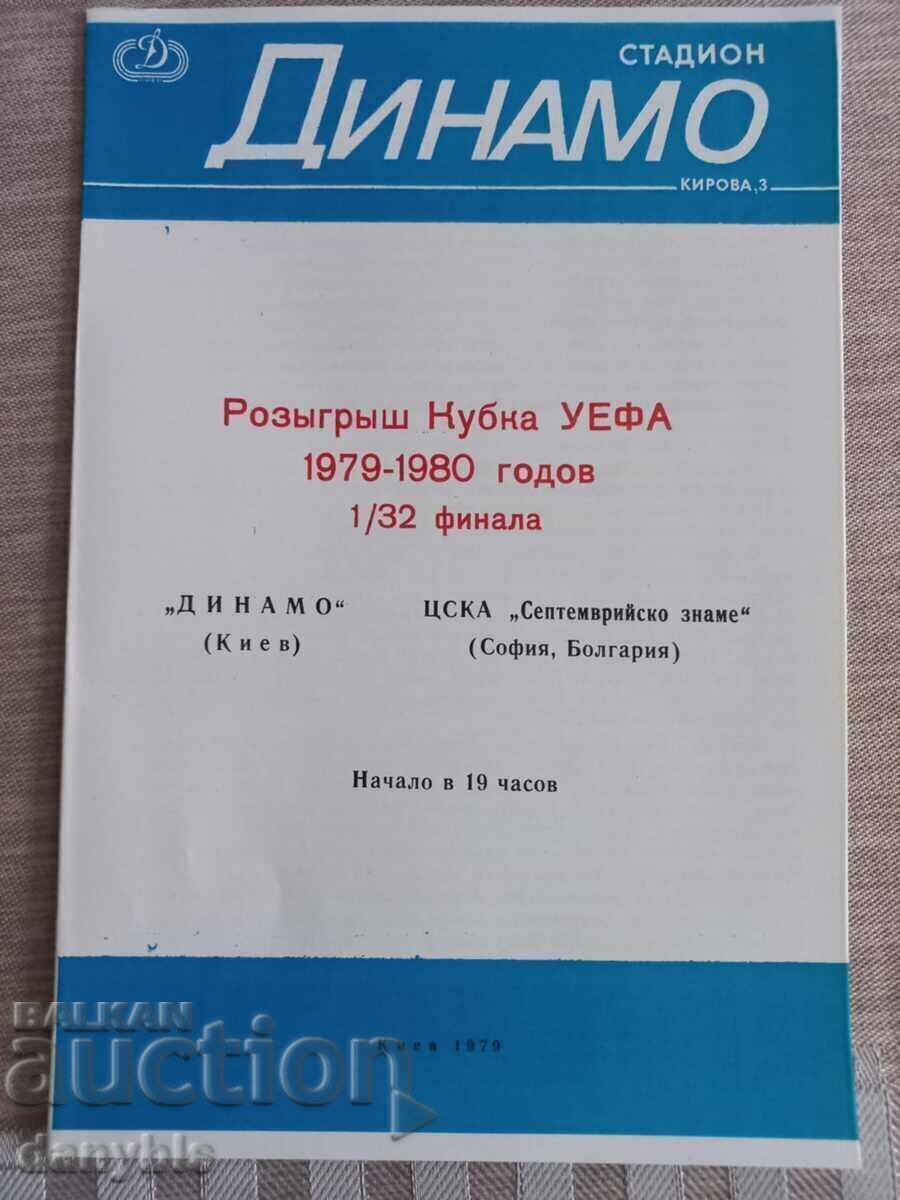 Д
СТАДИОН
ДИНАМО
КИРОВА,3
Розыгрыш Кубка УЕФА
1979-1980 годов
1/32 финала
„ДИНАМО“
(Киев)
ЦСКА „Септемврийско знаме“
(София, Болгария)
Начало в 19 часов
Киев 1979
BALKAN
auction
danybls